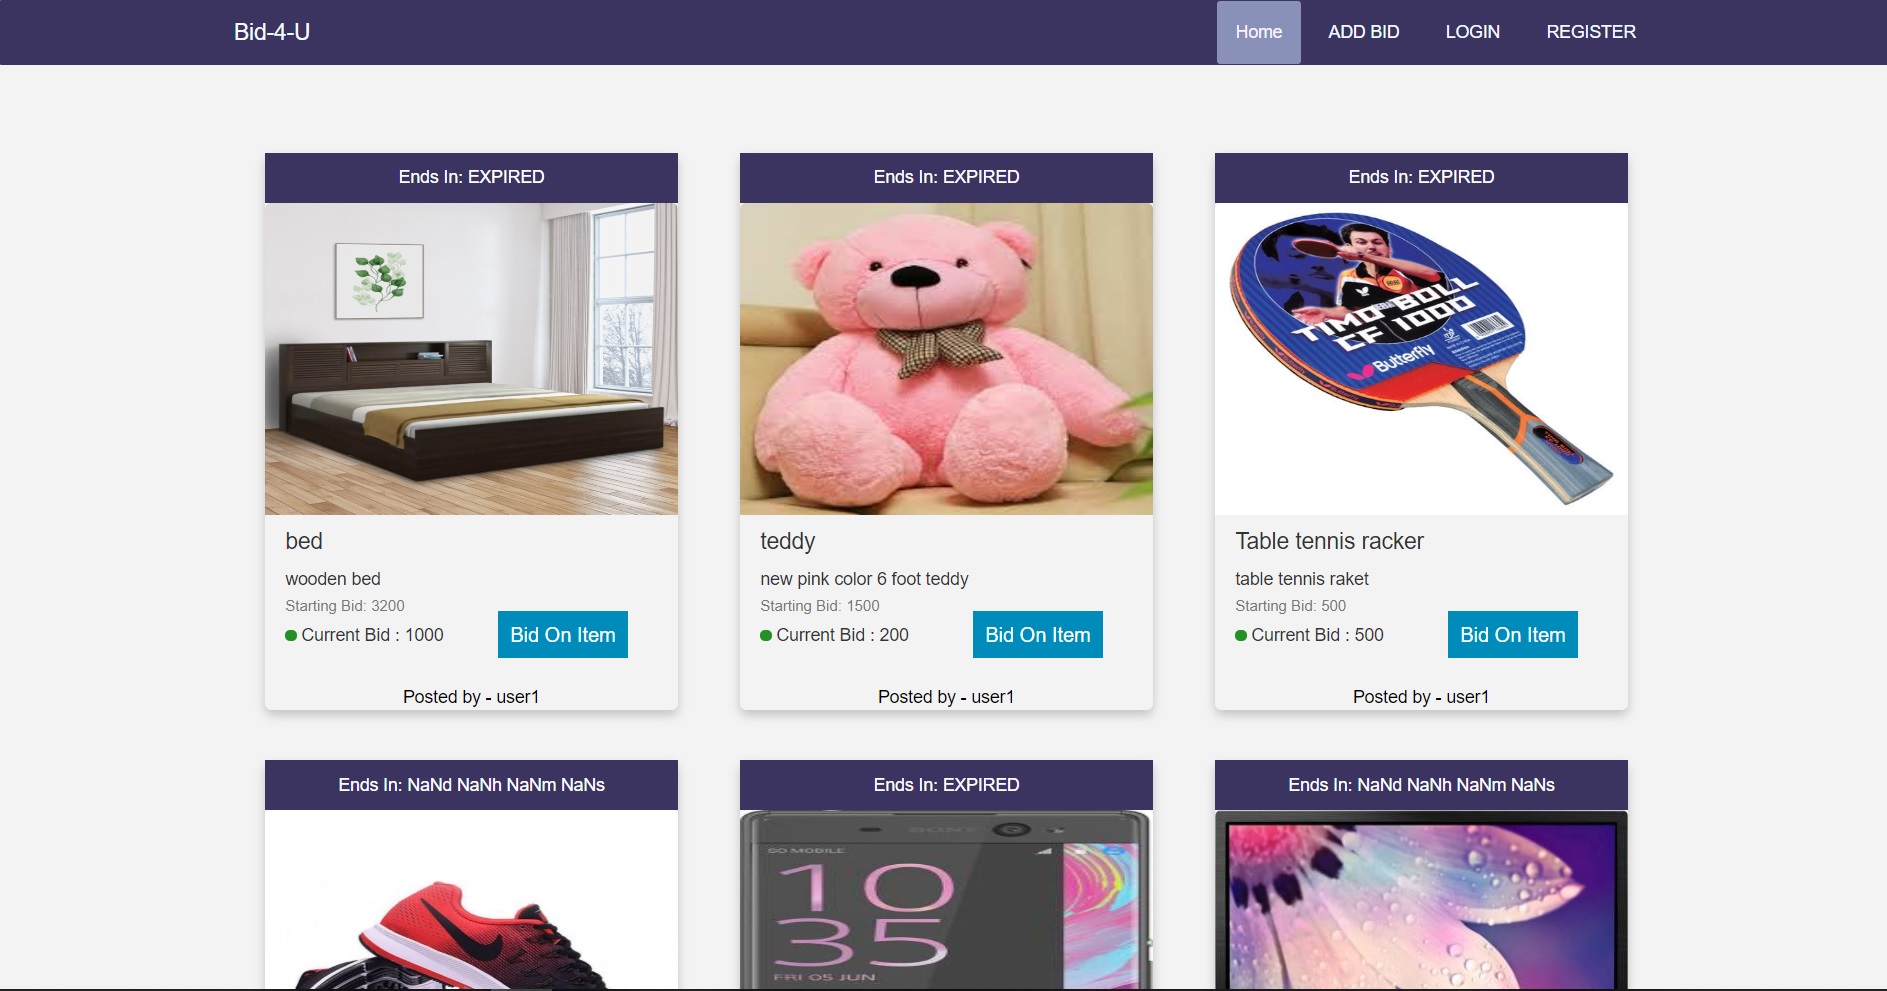 Bid-4-U
Home
ADD BID
LOGIN
REGISTER
Ends In: EXPIRED
Ends In: EXPIRED
Ends In: EXPIRED
TIMO BOLL
CF 1000
Butterfly
bed
wooden bed
Starting Bid: 3200
Current Bid : 1000
Bid On Item
Posted by - user1
teddy
new pink color 6 foot teddy
Starting Bid: 1500
Current Bid : 200
Bid On Item
Posted by - user1
Table tennis racker
table tennis raket
Starting Bid: 500
Current Bid : 500
Bid On Item
Posted by - user1
Ends In: NaNd NaNh NaNm NaNs
Ends In: EXPIRED
Ends In: NaNd NaNh NaNm NaNs
SONY
GO MOBILE
10
35
FRI 05 JUN